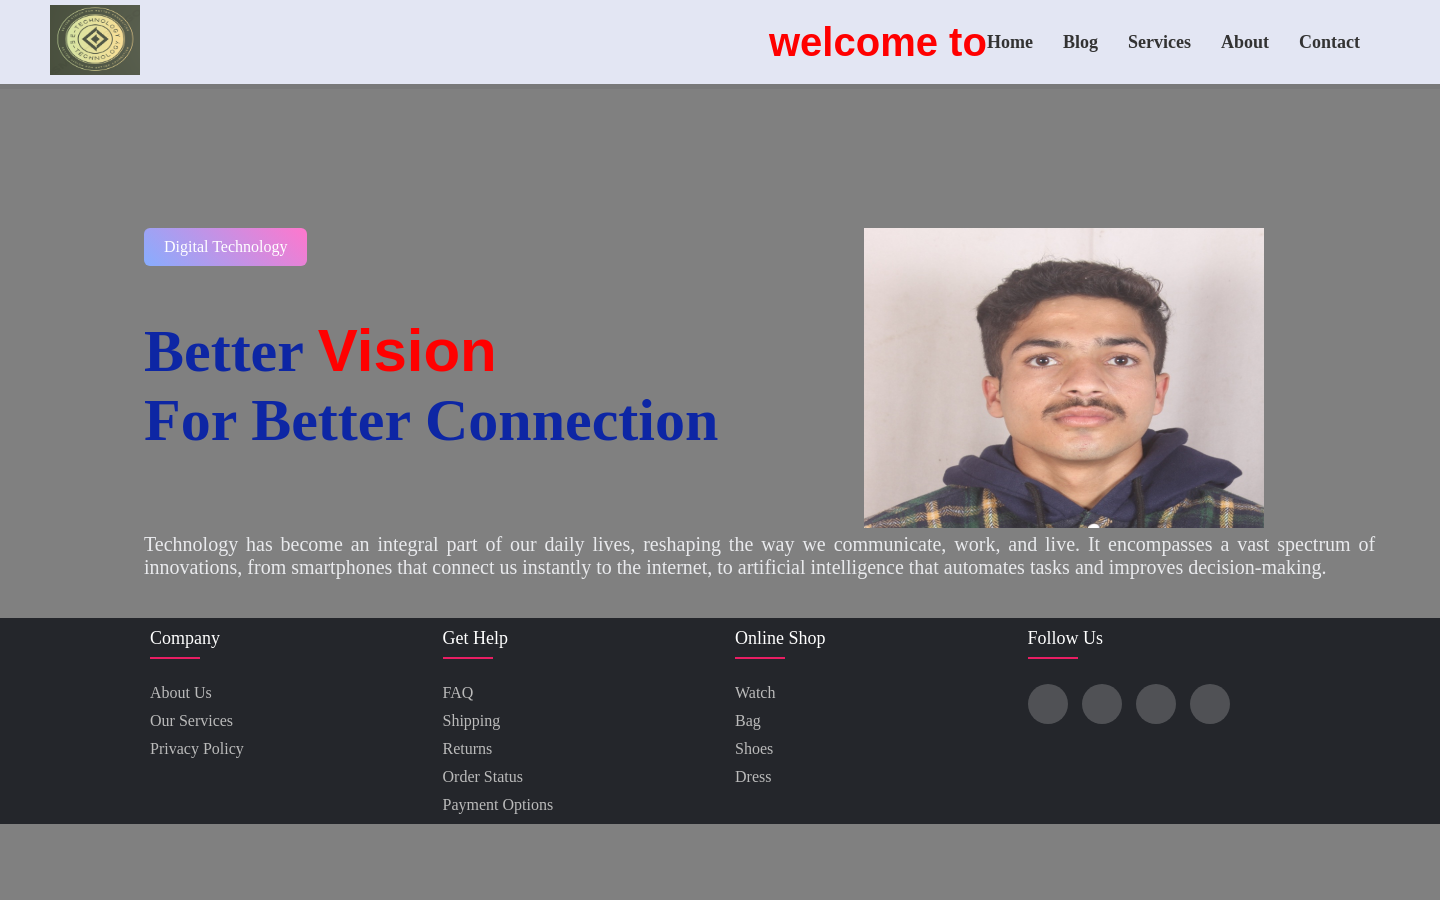 TECHNOLOGY
TECHNOLOGY
welcome to
Home Blog Services About Contact
Digital Technology
Better Vision
For Better Connection
Technology has become an integral part of our daily lives, reshaping the way we communicate, work, and live. It encompasses a vast spectrum of
innovations, from smartphones that connect us instantly to the internet, to artificial intelligence that automates tasks and improves decision-making.
Company
About Us
Our Services
Privacy Policy
Get Help
FAQ
Shipping
Returns
Order Status
Payment Options
Online Shop
Watch
Bag
Shoes
Dress
Follow Us